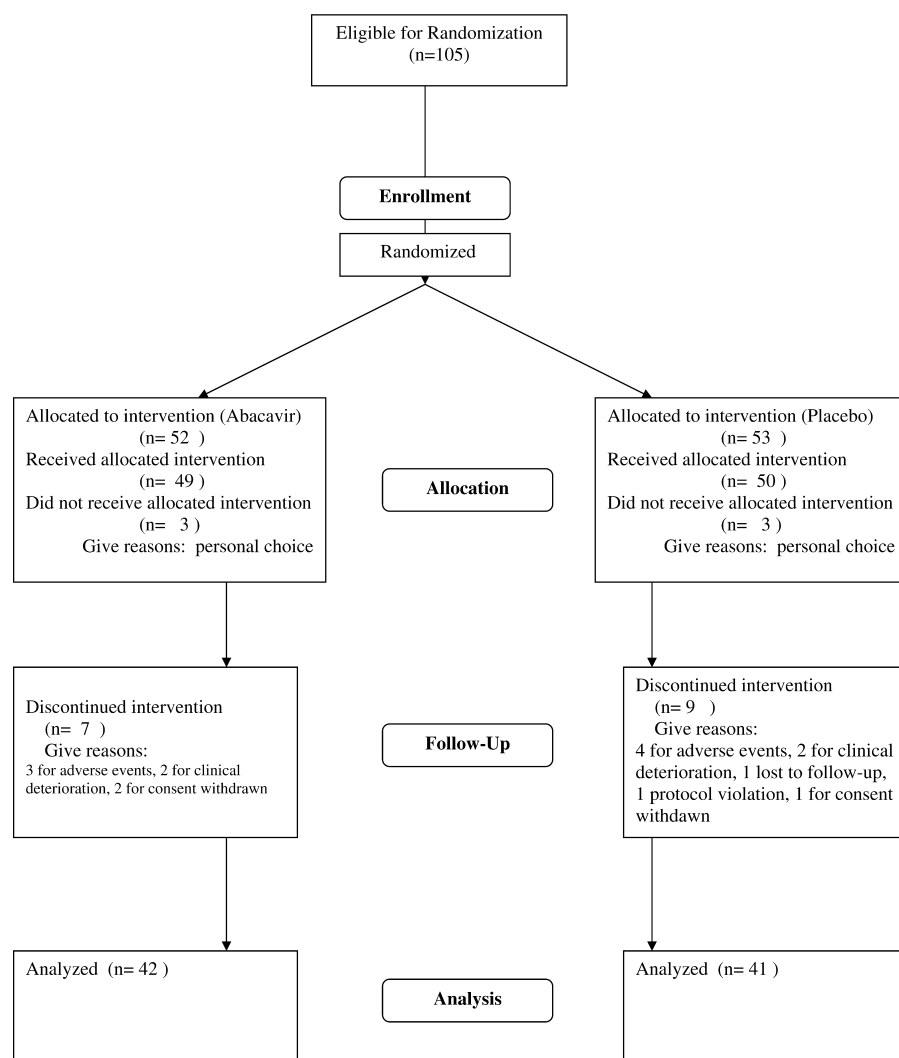 Eligible for Randomization
(n=105)
Enrollment
Randomized
Allocated to intervention (Abacavir)
(n= 52 )
Received allocated intervention
(n= 49)
Did not receive allocated intervention
(n= 3)
Give reasons: personal choice
Allocation
Allocated to intervention (Placebo)
(n= 53)
Received allocated intervention
(n= 50)
Did not receive allocated intervention
(n= 3)
Give reasons: personal choice
Discontinued intervention
(n= 7 )
Give reasons:
3 for adverse events, 2 for clinical
deterioration, 2 for consent withdrawn
Follow-Up
Discontinued intervention
(n= 9 )
Give reasons:
4 for adverse events, 2 for clinical
deterioration, 1 lost to follow-up,
1 protocol violation, 1 for consent
withdawn
Analyzed (n= 42 )
Analysis
Analyzed (n= 41 )